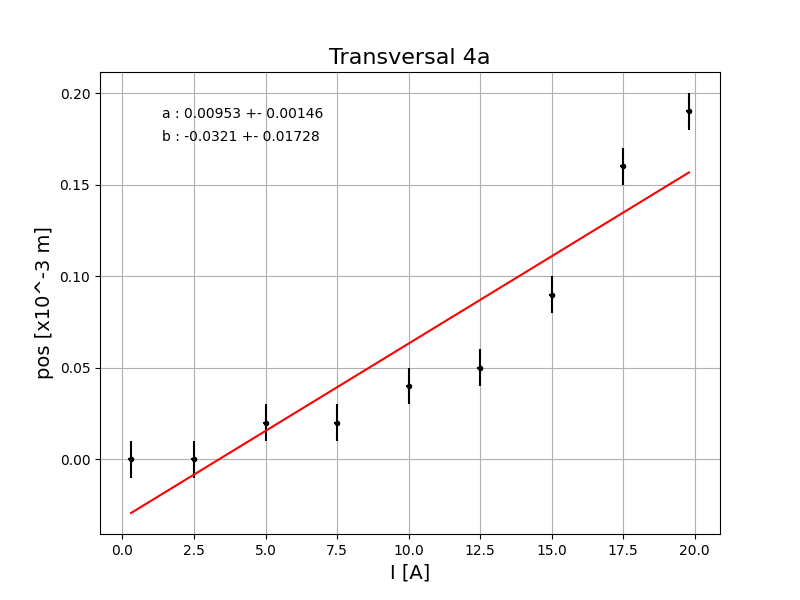 Transversal 4a
a : 0.00953 +- 0.00146
b : -0.0321 +- 0.01728
pos [x10^-3 m]
0.20
0.15
0.10
0.05
0.00
0.0 2.5 5.0 7.5 10.0 12.5 15.0 17.5 20.0
I [A]